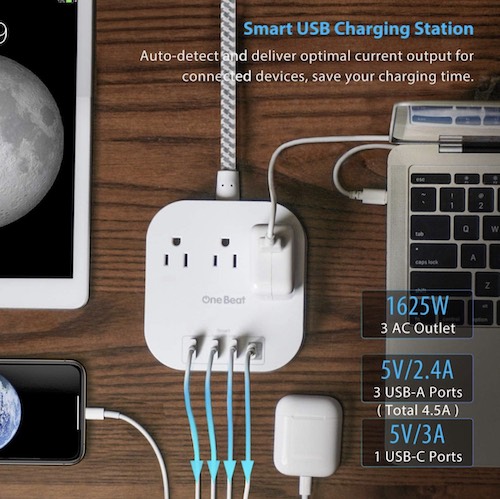 Smart USB Charging Station
Auto-detect and deliver optimal current output for
connected devices, save your charging time.
9
One Beat
1625W
3 AC Outlet
5V/2.4A
3 USB-A Ports
( Total 4.5A )
5V/3A
1 USB-C Ports